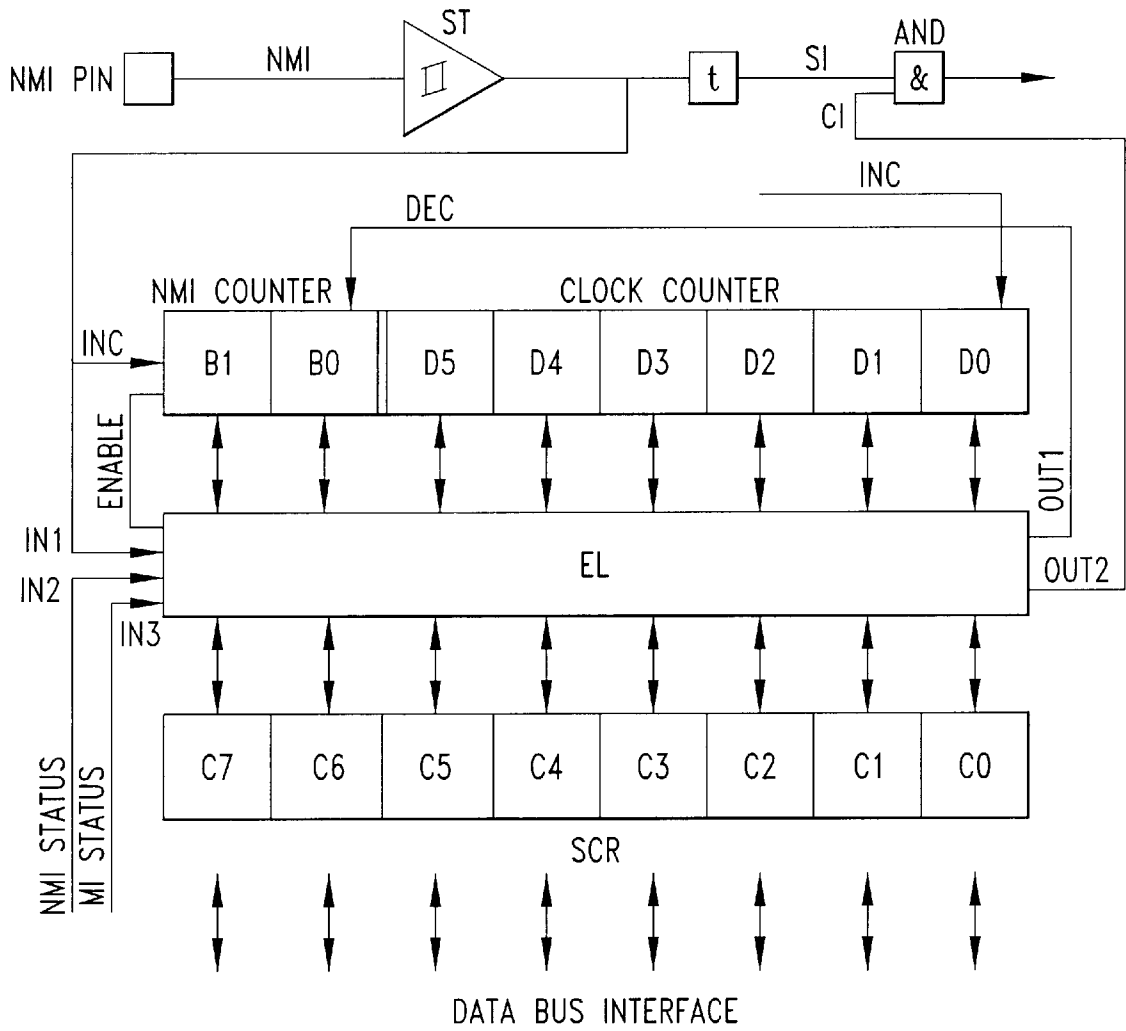 ST
AND
NMI PIN
NMI
t
SI
&
CI
INC
DEC
NMI COUNTER
CLOCK COUNTER
INC
B1 B0 D5 D4 D3 D2 D1 D0
ENABLE
OUT1
IN1
EL
IN2
OUT2
IN3
C7 C6 C5 C4 C3 C2 C1 C0
NMI STATUS
MI STATUS
SCR
DATA BUS INTERFACE